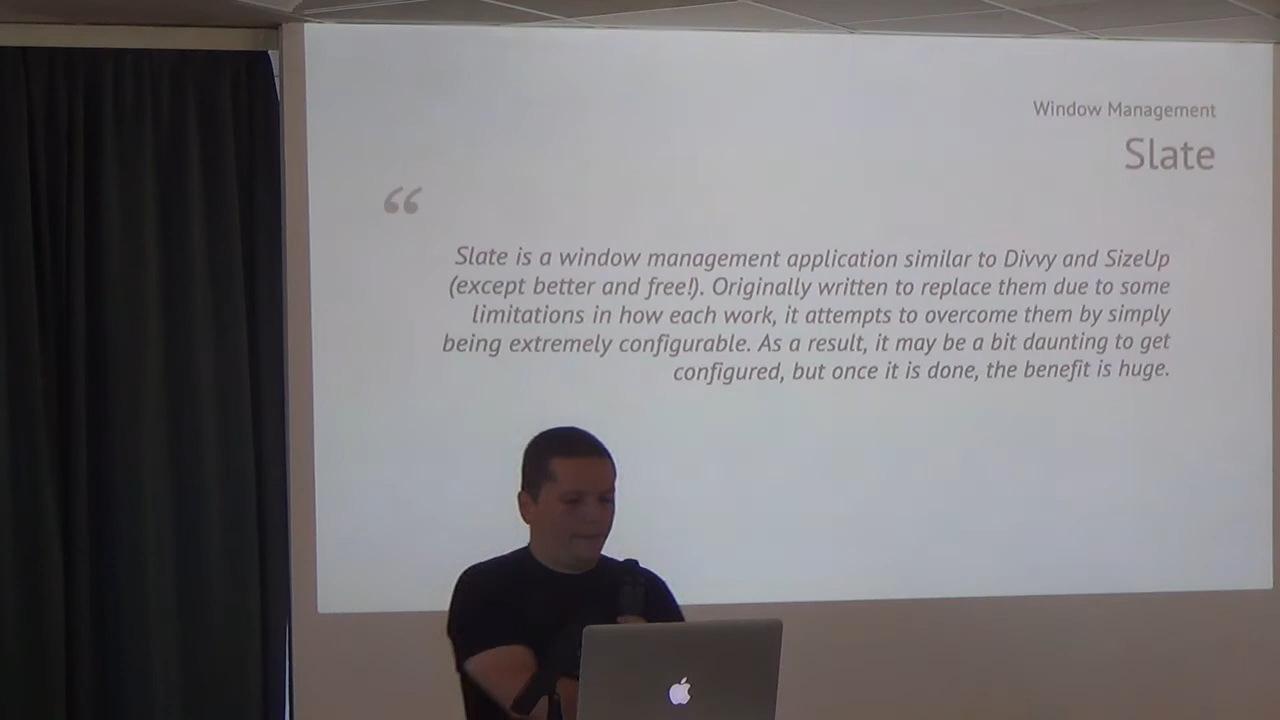 Window Management
Slate
“
Slate is a window management application similar to Divvy and SizeUp
(except better and free!). Originally written to replace them due to some
limitations in how each work, it attempts to overcome them by simply
being extremely configurable. As a result, it may be a bit daunting to get
configured, but once it is done, the benefit is huge.